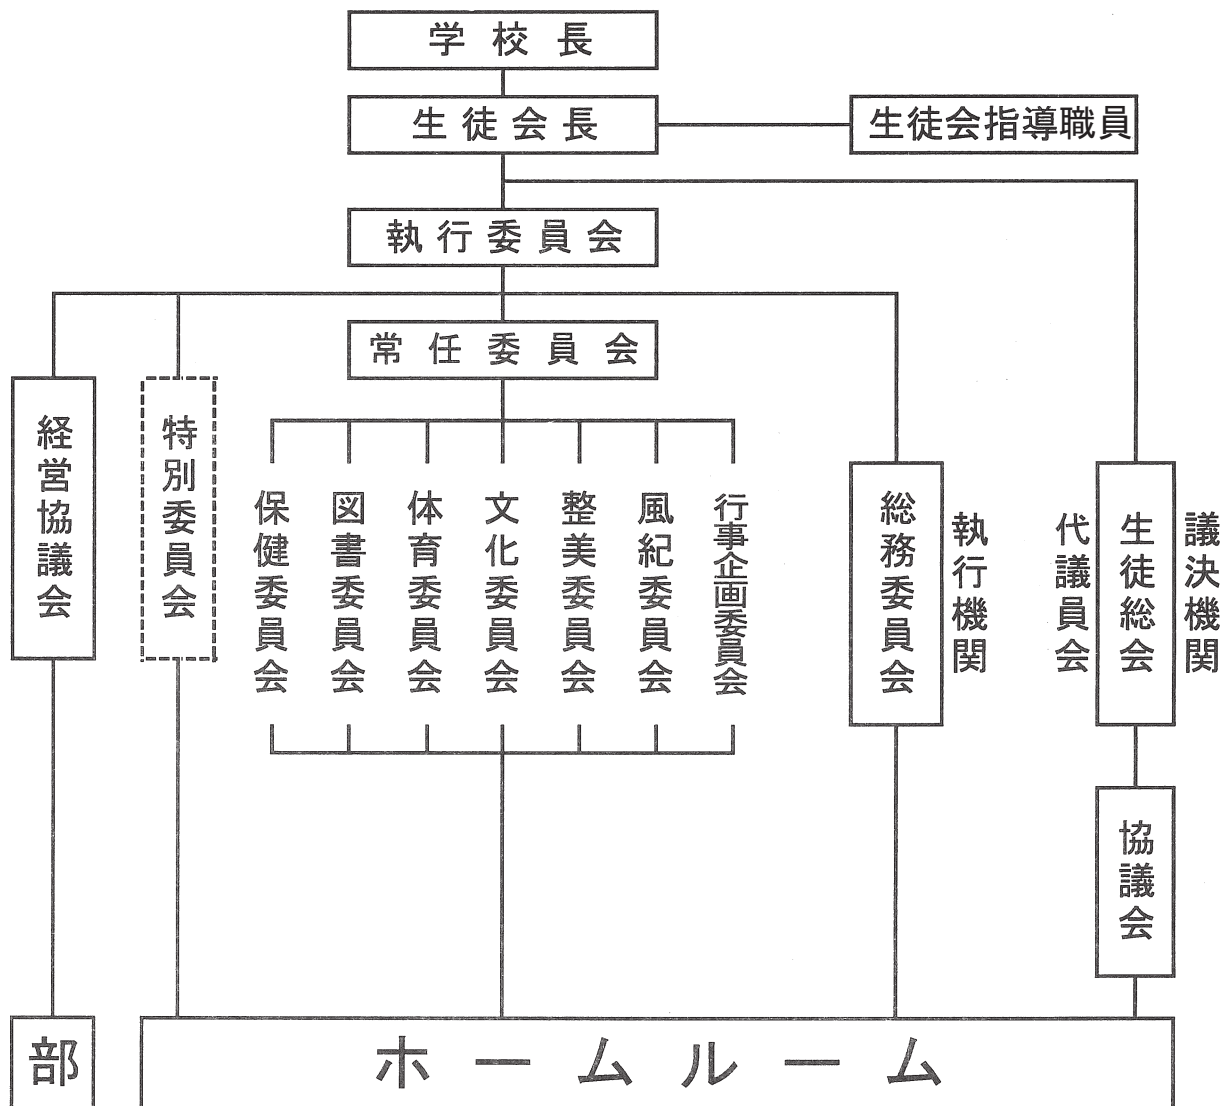 学校長
生徒会長
生徒会指導職員
執行委員会
常任委員会
経営協議会
特別委員会
保健委員会
図書委員会
体育委員会
文化委員会
整美委員会
風紀委員会
行事企画委員会
総務委員会
執行機関
代議員会
生徒総会
議決機関
協議会
部
ホームルーム